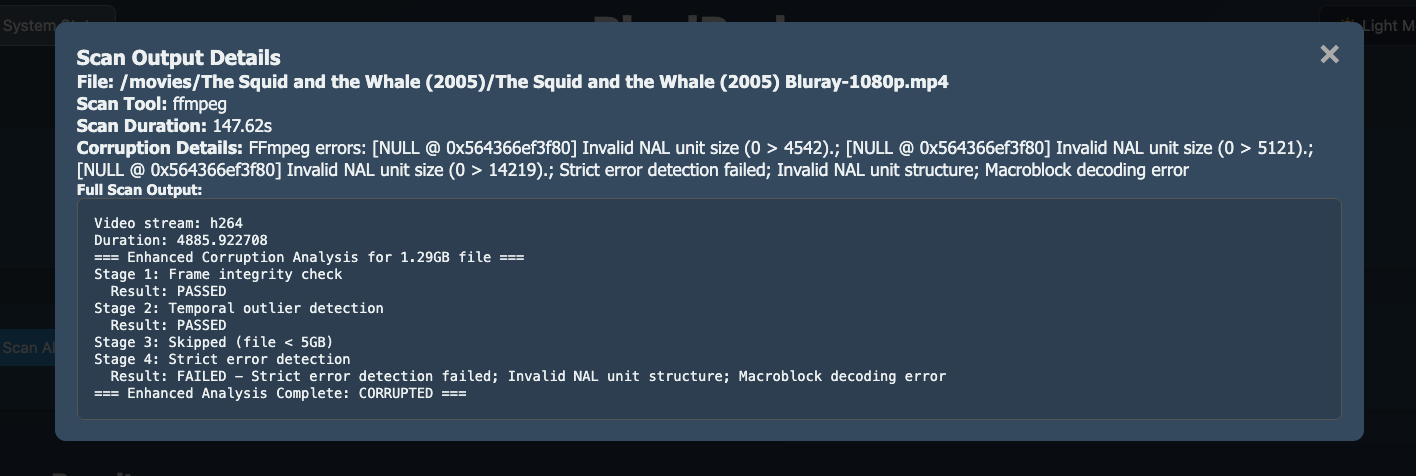 System
Light M
Scan Output Details
File: /movies/The Squid and the Whale (2005)/The Squid and the Whale (2005) Bluray-1080p.mp4
Scan Tool: ffmpeg
Scan Duration: 147.62s
Corruption Details: FFmpeg errors: [NULL @ 0x564366ef3f80] Invalid NAL unit size (0 > 4542).; [NULL @ 0x564366ef3f80] Invalid NAL unit size (0 > 5121).;
[NULL @ 0x564366ef3f80] Invalid NAL unit size (0 > 14219).; Strict error detection failed; Invalid NAL unit structure; Macroblock decoding error
Full Scan Output:
Video stream: h264
Duration: 4885.922708
=== Enhanced Corruption Analysis for 1.29GB file ===
Stage 1: Frame integrity check
Result: PASSED
Stage 2: Temporal outlier detection
Result: PASSED
Stage 3: Skipped (file < 5GB)
Scan Al
Stage 4: Strict error detection
Result: FAILED – Strict error detection failed; Invalid NAL unit structure; Macroblock decoding error
=== Enhanced Analysis Complete: CORRUPTED ===